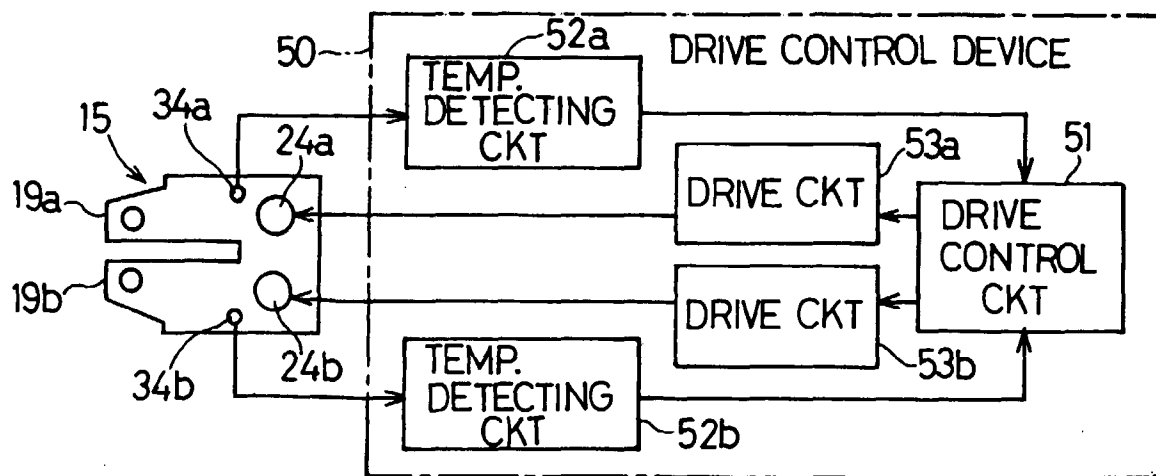 50
52a
DRIVE CONTROL DEVICE
TEMP.
DETECTING
CKT
34a
15
24a
53a
51
19a
DRIVE CKT
DRIVE
CONTROL
CKT
19b
DRIVE CKT
24b
34b
53b
TEMP.
DETECTING
CKT
52b